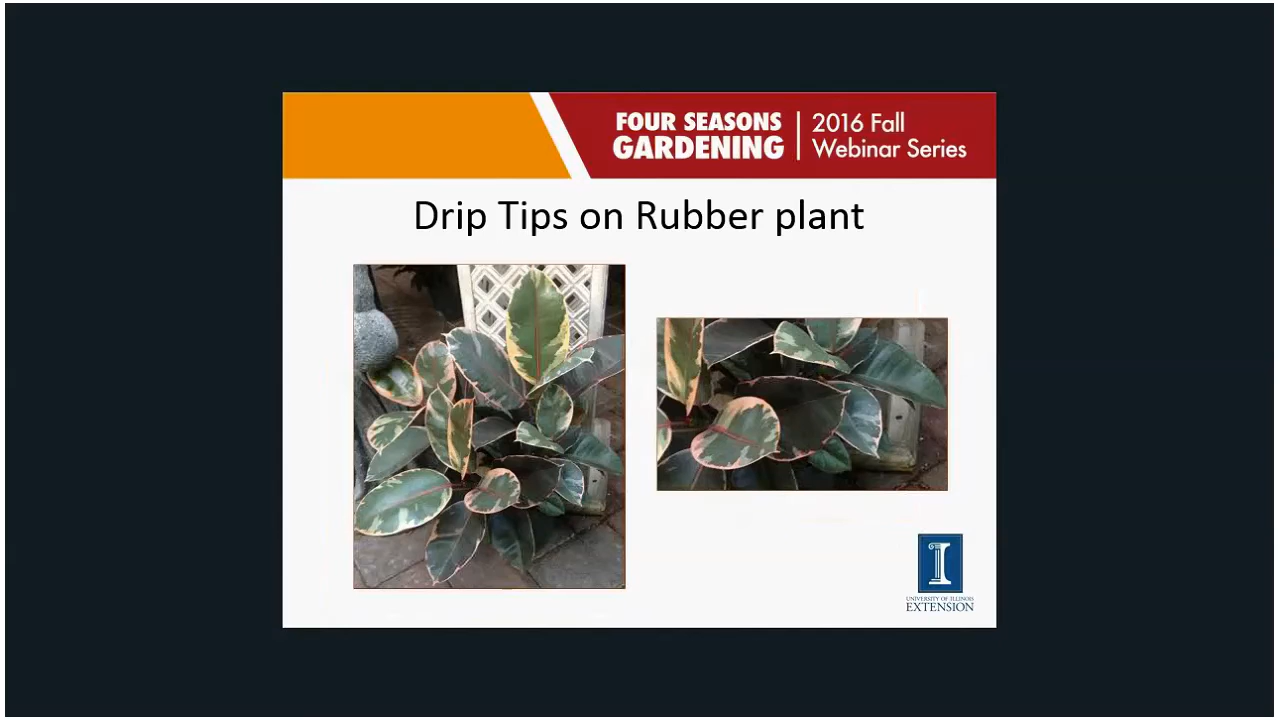 FOUR SEASONS
GARDENING
2016 Fall
Webinar Series
Drip Tips on Rubber plant
UNIVERSITY OF ILLINOIS
EXTENSION